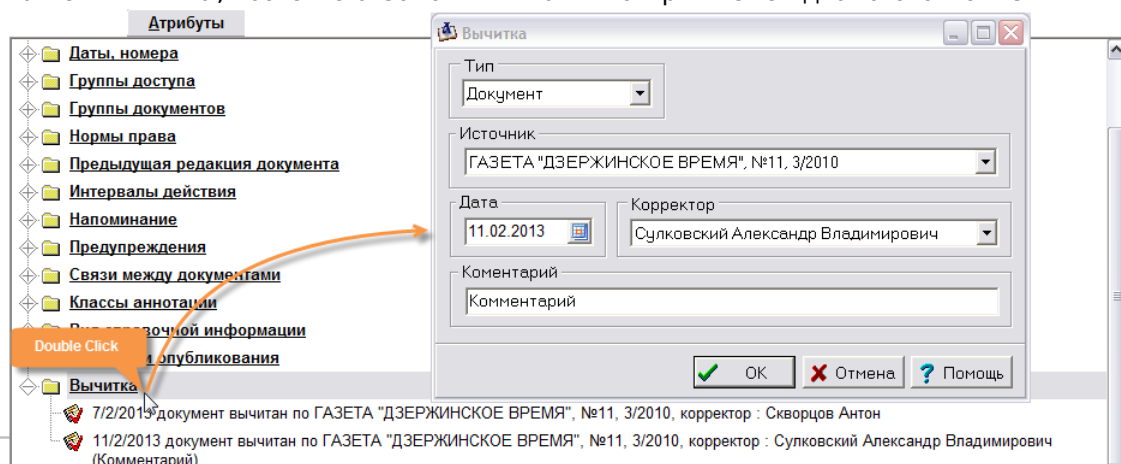 Атрибуты
Даты, номера
Группы доступа
Группы документов
Нормы права
Предыдущая редакция документа
Интервалы действия
Напоминание
Предупреждения
Связи между документами
Классы аннотации
информации
опубликования
Вычитка
7/2/2013 документ вычитан по ГАЗЕТА "ДЗЕРЖИНСКОЕ ВРЕМЯ", №11, 3/2010, корректор : Скворцов Антон
11/2/2013 документ вычитан по ГАЗЕТА "ДЗЕРЖИНСКОЕ ВРЕМЯ", №11, 3/2010, корректор : Сулковский Александр Владимирович
(Комментарий)
Double Click
Вычитка
Тип
Документ
Источник
ГАЗЕТА "ДЗЕРЖИНСКОЕ ВРЕМЯ", №11, 3/2010
Дата
11.02.2013
Корректор
Сулковский Александр Владимирович
Коментарий
Комментарий
OK
Отмена
Помощь